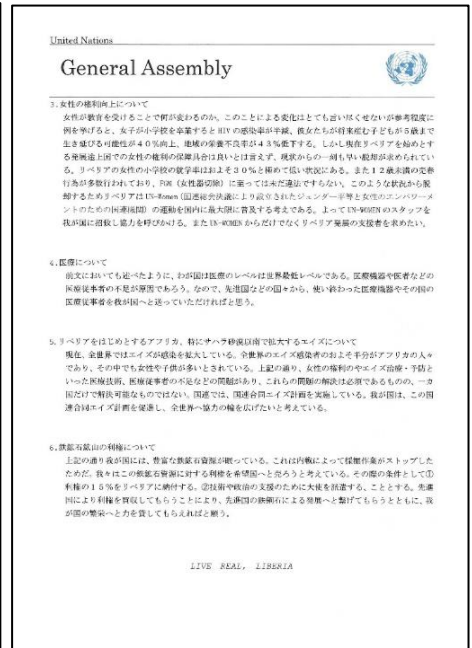 United Nations
General Assembly
3.女性の権利向上について
女性が教育を受けることで何が変わるのか。このことによる変化はとても言い尽くせないが参考程度に
例を挙げると、女子が小学校を卒業するとHIVの感染率が半減、彼女たちが将来産む子どもが5歳まで
生き延びる可能性が40%向上、地域の栄養不良率が43%低下する。しかし現在リベリアを始めとす
る発展途上国での女性の権利の保障具合は良いとは言えず、現状からの一刻も早い脱却が求められてい
る。リベリアの女性の小学校の就学率はおよそ30%と極めて低い状況にある。また12歳未満の売春
行為が多数行われており、FGM(女性器切除)に至っては未だ違法ですらない。このような状況から脱
却するためリベリアはUN-Women(国連総会決議により設立されたジェンダー平等と女性のエンパワーメ
ントのための国連機関)の運動を国内に最大限に普及する考えである。よってUN-WOMENのスタッフを
我が国に招致し協力を呼びかける。またUN-WOMENからだけでなくリベリア発展の支援者を求めたい。
4.医療について
前文においても述べたように、わが国は医療のレベルは世界最低レベルである。医療機器や医者などの
医療従事者の不足が原因であろう。なので、先進国などの国々から、使い終わった医療機器やその国の
医療従事者を我が国へと送っていただければと思う。
5.リベリアをはじめとするアフリカ、特にサハラ砂漠以南で拡大するエイズについて
現在、全世界ではエイズが感染を拡大している。全世界のエイズ感染者のおよそ半分がアフリカの人々
であり、その中でも女性や子供が多いとされている。上記の通り、女性の権利のやエイズ治療・予防と
いった医療技術、医療従事者の不足などの問題があり、これらの問題の解決は必須であるものの、一カ
国だけで解決可能なものではない。国連では、国連合同エイズ計画を実施している。我が国は、この国
連合同エイズ計画を促進し、全世界へ協力の輪を広げたいと考えている。
6.鉄鉱石鉱山の利権について
上記の通り我が国には、豊富な鉄鉱石資源が眠っている。これは内戦によって採掘作業がストップした
ためだ。我々はこの鉄鉱石資源に対する利権を希望国へと売ろうと考えている。その際の条件として①
利権の15%をリベリアに納付する。②技術や政治の支援のために大使を派遣する、こととする。先進
国により利権を買収してもらうことにより、先進国の鉄鉱石による発展へと繋げてもらうとともに、我
が国の繁栄へと力を貸してもらえればと願う。
LIVE REAL, LIBERIA